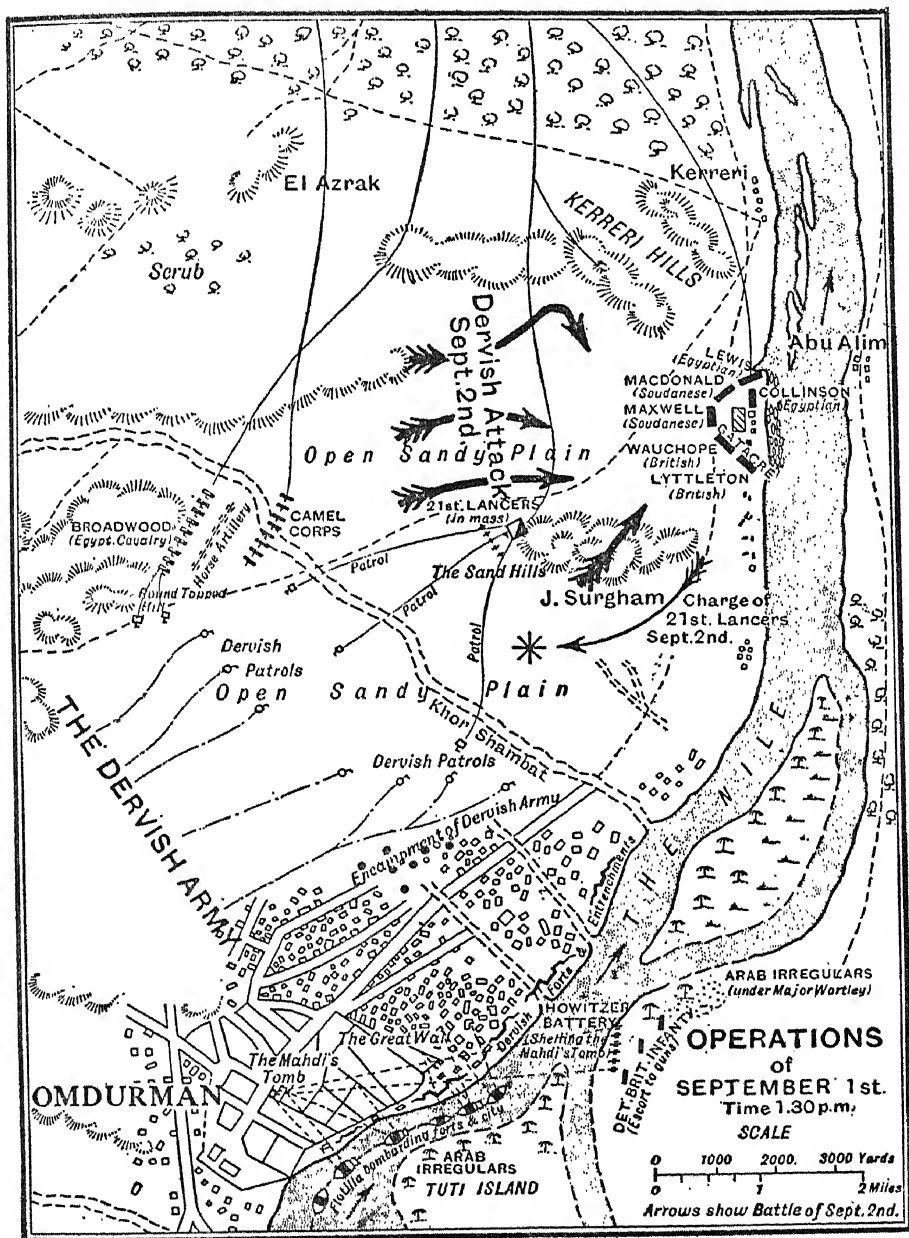 Kerreri
El Azrak
KERRERI HILLS
Scrub
Dervish Attack
Sept. 2nd.
Abu Alim
LEWIS
(Egyptian)
MACDONALD
(Soudanese)
COLLINSON
(Egyptian)
MAXWELL
(Soudanese)
GATACRE
WAUCHOPE
(British)
LYTTLETON
(British)
Open Sandy Plain
21st. LANCERS
(in mass)
CAMEL
CORPS
BROADWOOD
(Egypt. Cavalry)
Horse Artillery
Round Topped
Hill
Patrol
Patrol
Patrol
The Sand Hills
J. Surgham
Charge of
21st. Lancers
Sept. 2nd.
Dervish
Patrols
Open Sandy Plain
Khor Shambat
THE DERVISH ARMY
Dervish Patrols
Encampment of Dervish Army
THE NILE
Dervish Forts & Entrenchments
ARAB IRREGULARS
(under Major Wortley)
HOWITZER
BATTERY
(Shelling the
Mahdi's Tomb)
DET. BRIT. INFANTRY
(Escort to guns)
The Great Wall
The Mahdi's
Tomb
OMDURMAN
flotilla bombarding forts & city
ARAB
IRREGULARS
TUTI ISLAND
OPERATIONS
of
SEPTEMBER 1st.
Time 1.30 p.m.
SCALE
0 1000 2000. 3000 Yards
0 1 2 Miles
Arrows show Battle of Sept. 2nd.